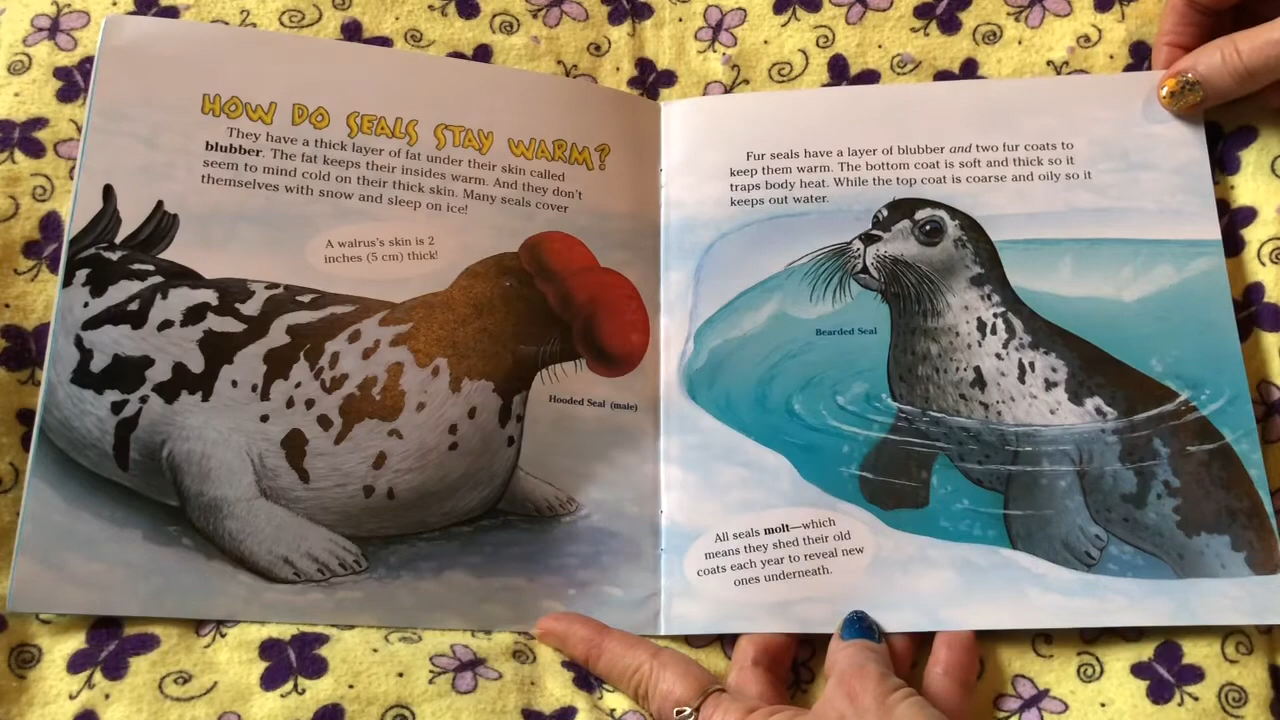 HOW DO SEALS STAY WARM?
They have a thick layer of fat under their skin called
blubber. The fat keeps their insides warm. And they don't
seem to mind cold on their thick skin. Many seals cover
themselves with snow and sleep on ice!
A walrus's skin is 2
inches (5 cm) thick!
Hooded Seal (male)
Fur seals have a layer of blubber and two fur coats to
keep them warm. The bottom coat is soft and thick so it
traps body heat. While the top coat is coarse and oily so it
keeps out water.
Bearded Seal
All seals molt—which
means they shed their old
coats each year to reveal new
ones underneath.